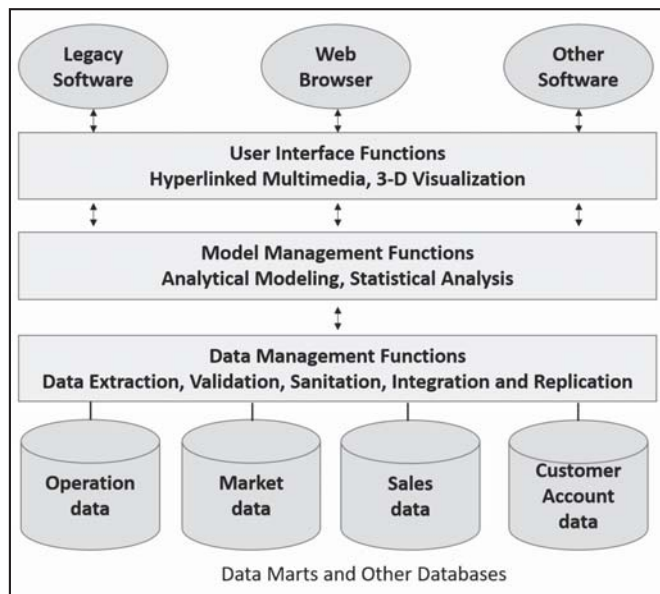 Legacy
Software
Web
Browser
Other
Software
User Interface Functions
Hyperlinked Multimedia, 3-D Visualization
Model Management Functions
Analytical Modeling, Statistical Analysis
Data Management Functions
Data Extraction, Validation, Sanitation, Integration and Replication
Operation
data
Market
data
Sales
data
Customer
Account
data
Data Marts and Other Databases